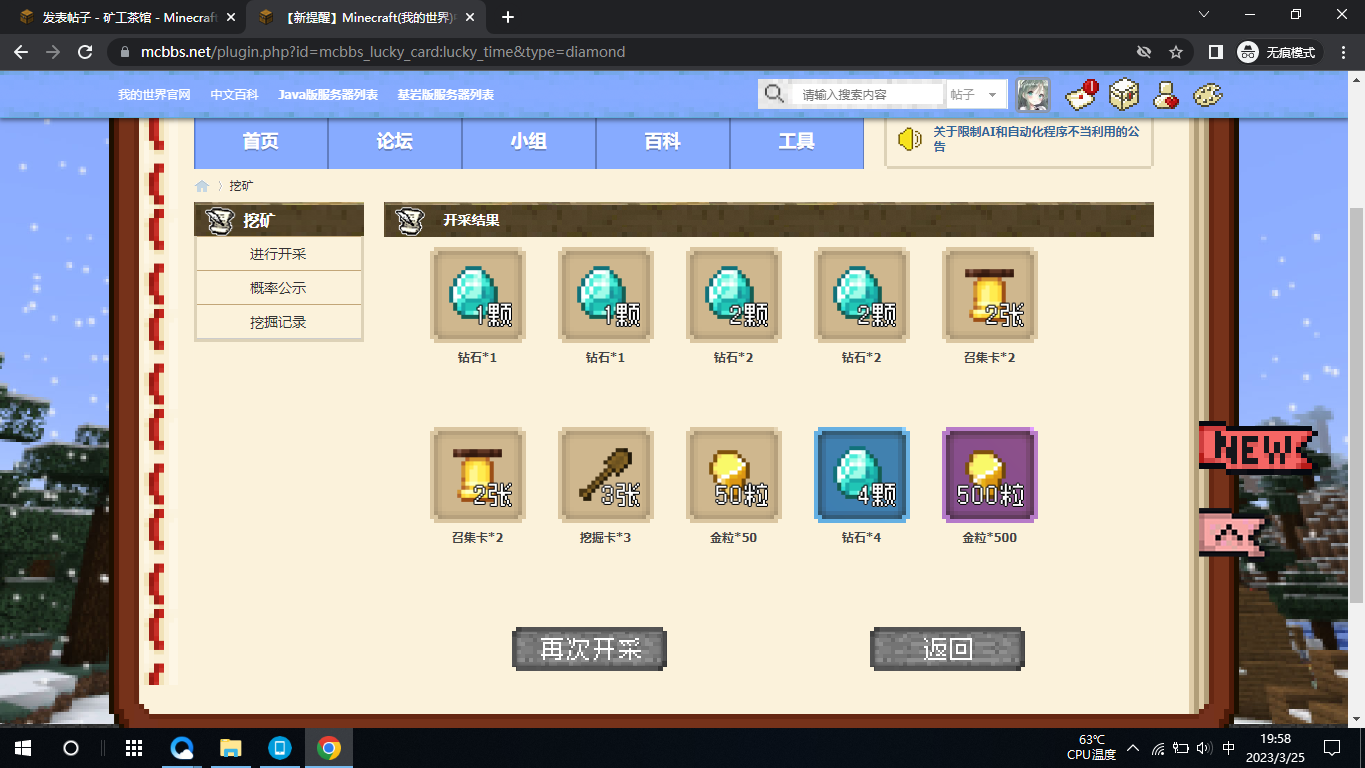 发表帖子 - 矿工茶馆 - Minecraft
【新提醒】Minecraft(我的世界)
mcbbs.net/plugin.php?id=mcbbs_lucky_card:lucky_time&type=diamond
无痕模式
我的世界官网 中文百科 Java版服务器列表 基岩版服务器列表
请输入搜索内容 帖子
首页 论坛 小组 百科 工具
关于限制AI和自动化程序不当利用的公
告
挖矿
挖矿
进行开采
概率公示
挖掘记录
开采结果
1颗 1颗 2颗 2颗 2张
钻石*1 钻石*1 钻石*2 钻石*2 召集卡*2
2张 3张 50粒 4颗 500粒
召集卡*2 挖掘卡*3 金粒*50 钻石*4 金粒*500
NEW
再次开采 返回
63℃
CPU温度
中
19:58
2023/3/25